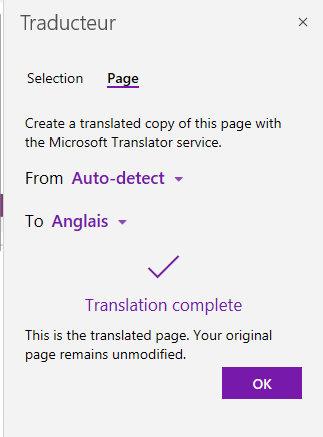 Traducteur
Selection Page
Create a translated copy of this page with
the Microsoft Translator service.
From Auto-detect
To Anglais
Translation complete
This is the translated page. Your original
page remains unmodified.
OK